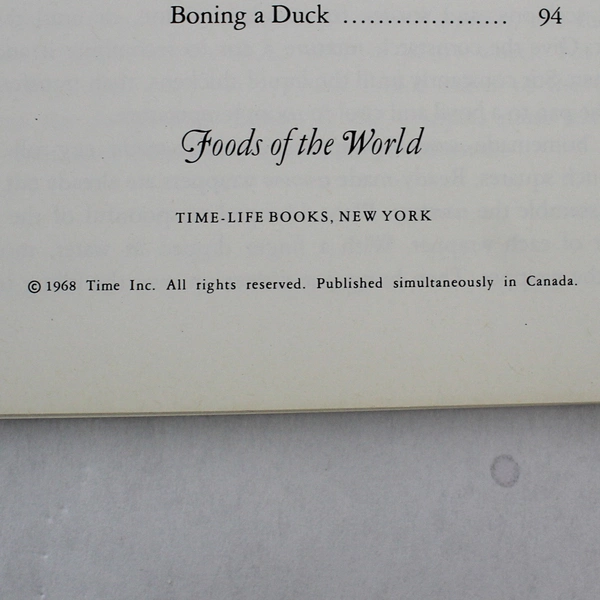 Boning a Duck ................... 94
Foods of the World
TIME-LIFE BOOKS, NEW YORK
© 1968 Time Inc. All rights reserved. Published simultaneously in Canada.